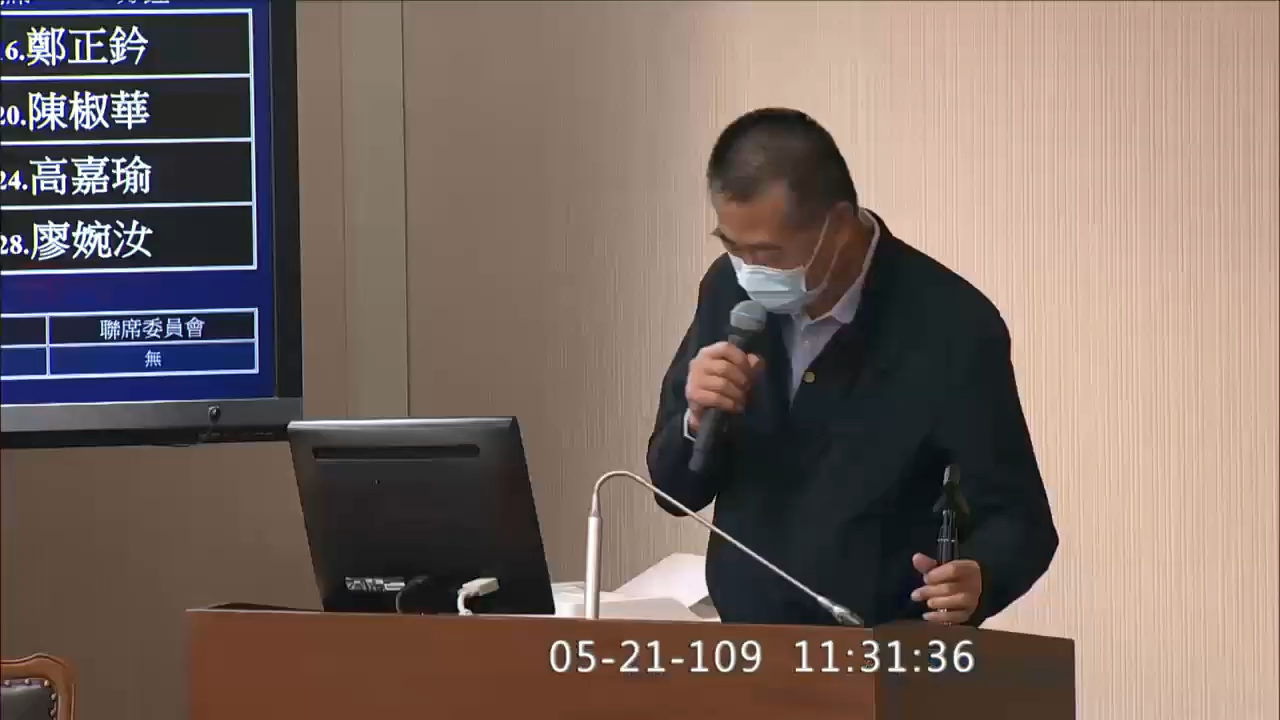 6.鄭正鈐
20.陳椒華
24.高嘉瑜
28.廖婉汝
聯席委員會
無
05-21-109 11:31:36